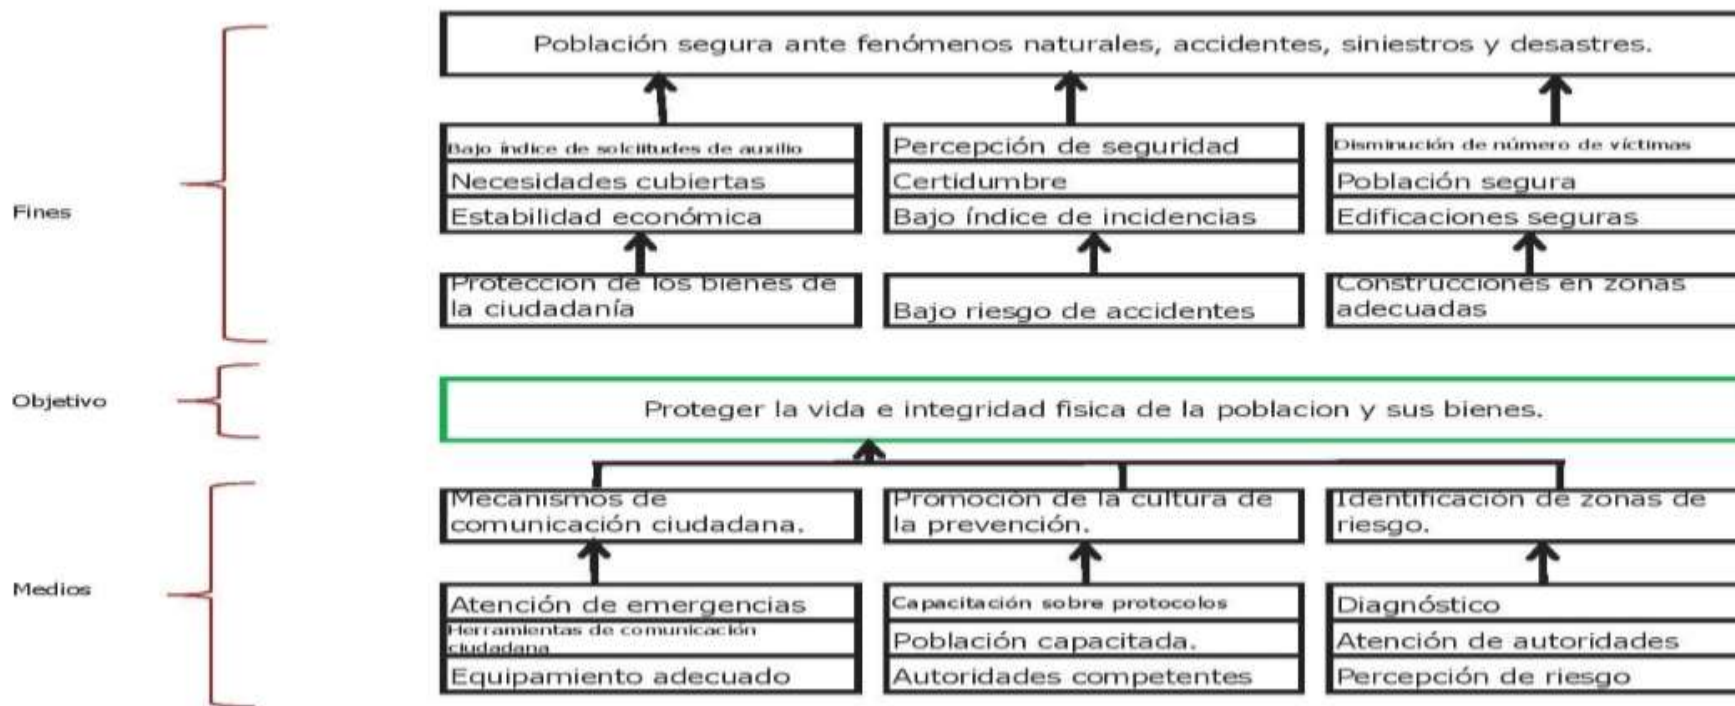 Población segura ante fenómenos naturales, accidentes, siniestros y desastres.
Bajo índice de solciitudes de auxilio
Necesidades cubiertas
Estabilidad económica
Percepción de seguridad
Certidumbre
Bajo índice de incidencias
Disminución de número de víctimas
Población segura
Edificaciones seguras
Fines
Protección de los bienes de
la ciudadanía
Bajo riesgo de accidentes
Construcciones en zonas
adecuadas
Objetivo
Proteger la vida e integridad fisica de la poblacion y sus bienes.
Mecanismos de
comunicación ciudadana.
Promoción de la cultura de
la prevención.
Identificación de zonas de
riesgo.
Medios
Atención de emergencias
Herramientas de comunicación
ciudadana
Equipamiento adecuado
Capacitación sobre protocolos
Población capacitada.
Autoridades competentes
Diagnóstico
Atención de autoridades
Percepción de riesgo